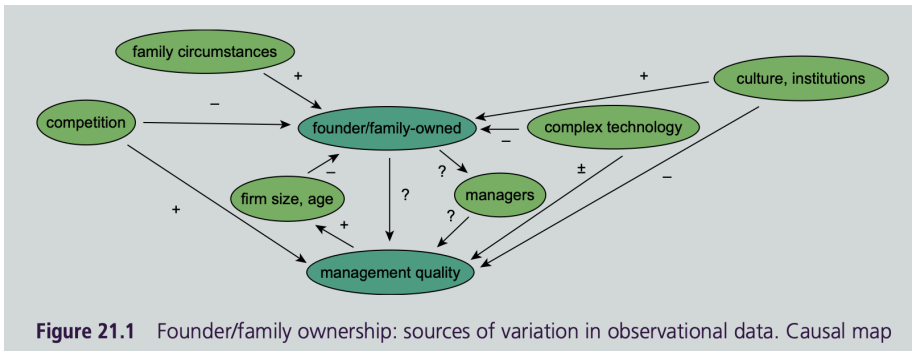 family circumstances
+
+
culture, institutions
competition
–
founder/family-owned
–
complex technology
–
?
±
firm size, age
?
managers
–
+
+
?
management quality
Figure 21.1 Founder/family ownership: sources of variation in observational data. Causal map